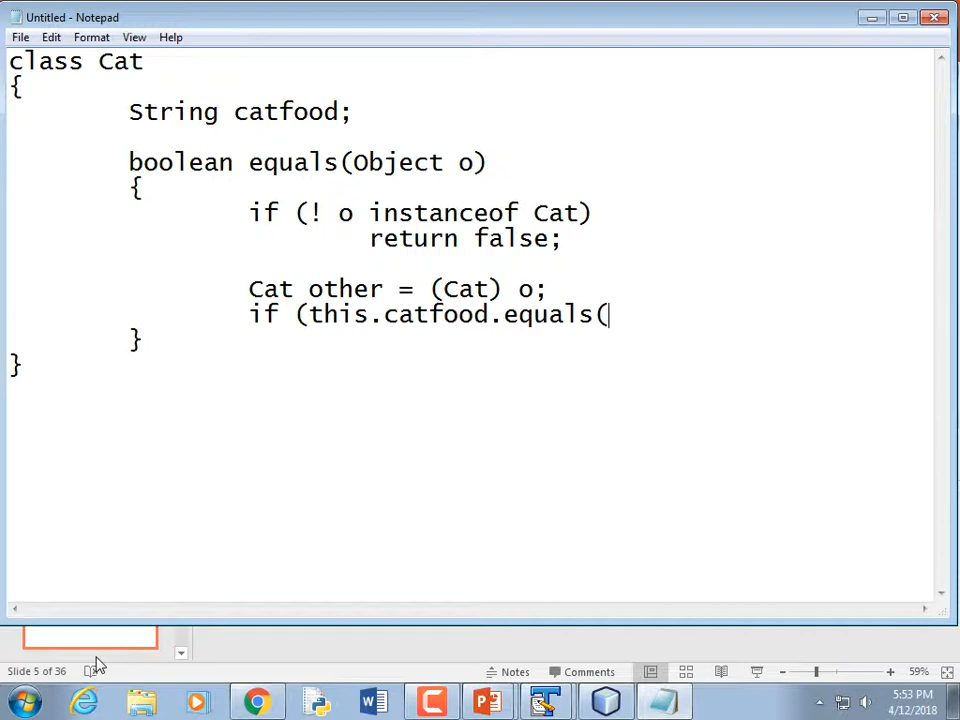 Untitled - Notepad
File Edit Format View Help
class Cat
{
String catfood;
boolean equals(Object o)
{
if (! o instanceof Cat)
return false;
Cat other = (Cat) o;
if (this.catfood.equals(
}
}
Slide 5 of 36
Notes
Comments
59%
5:53 PM
4/12/2018